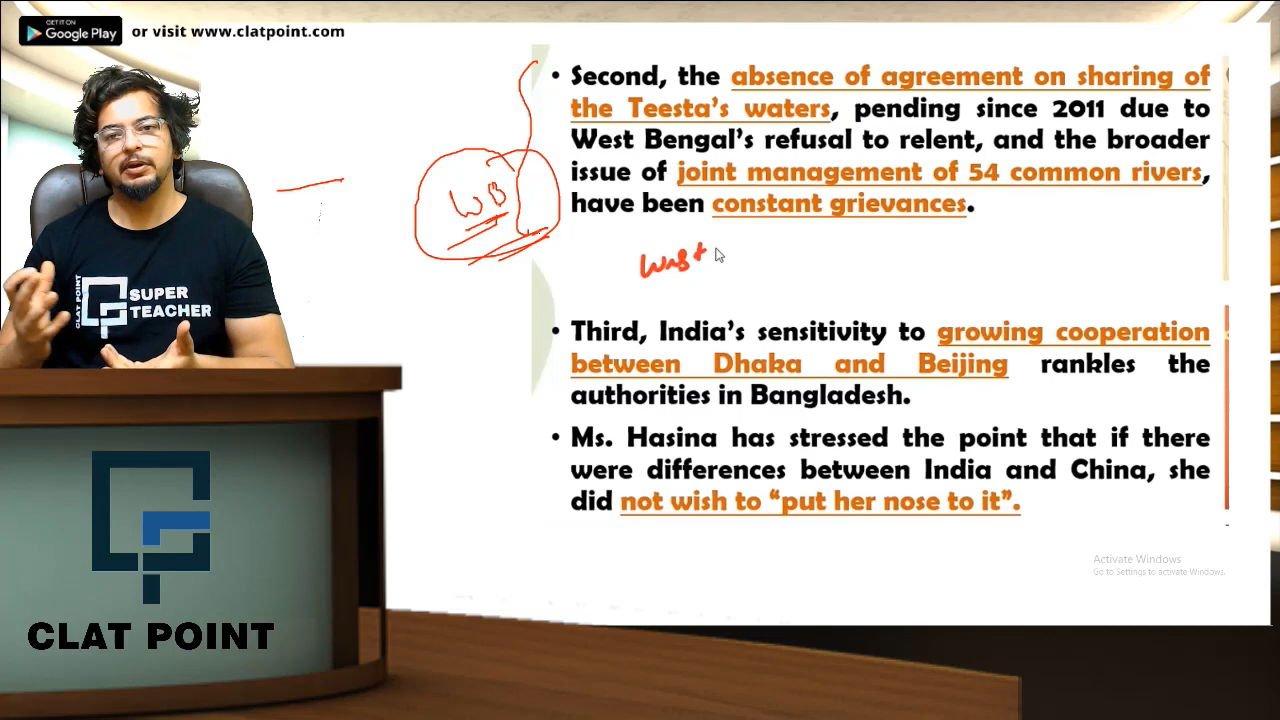 GET IT ON
Google Play
or visit www.clatpoint.com
• Second, the absence of agreement on sharing of
the Teesta's waters, pending since 2011 due to
West Bengal's refusal to relent, and the broader
issue of joint management of 54 common rivers,
have been constant grievances.
WB
• Third, India's sensitivity to growing cooperation
between Dhaka and Beijing rankles the
authorities in Bangladesh.
• Ms. Hasina has stressed the point that if there
were differences between India and China, she
did not wish to "put her nose to it".
CLAT POINT
SUPER
TEACHER
CLAT POINT
Activate Windows
Go to Settings to activate Windows.